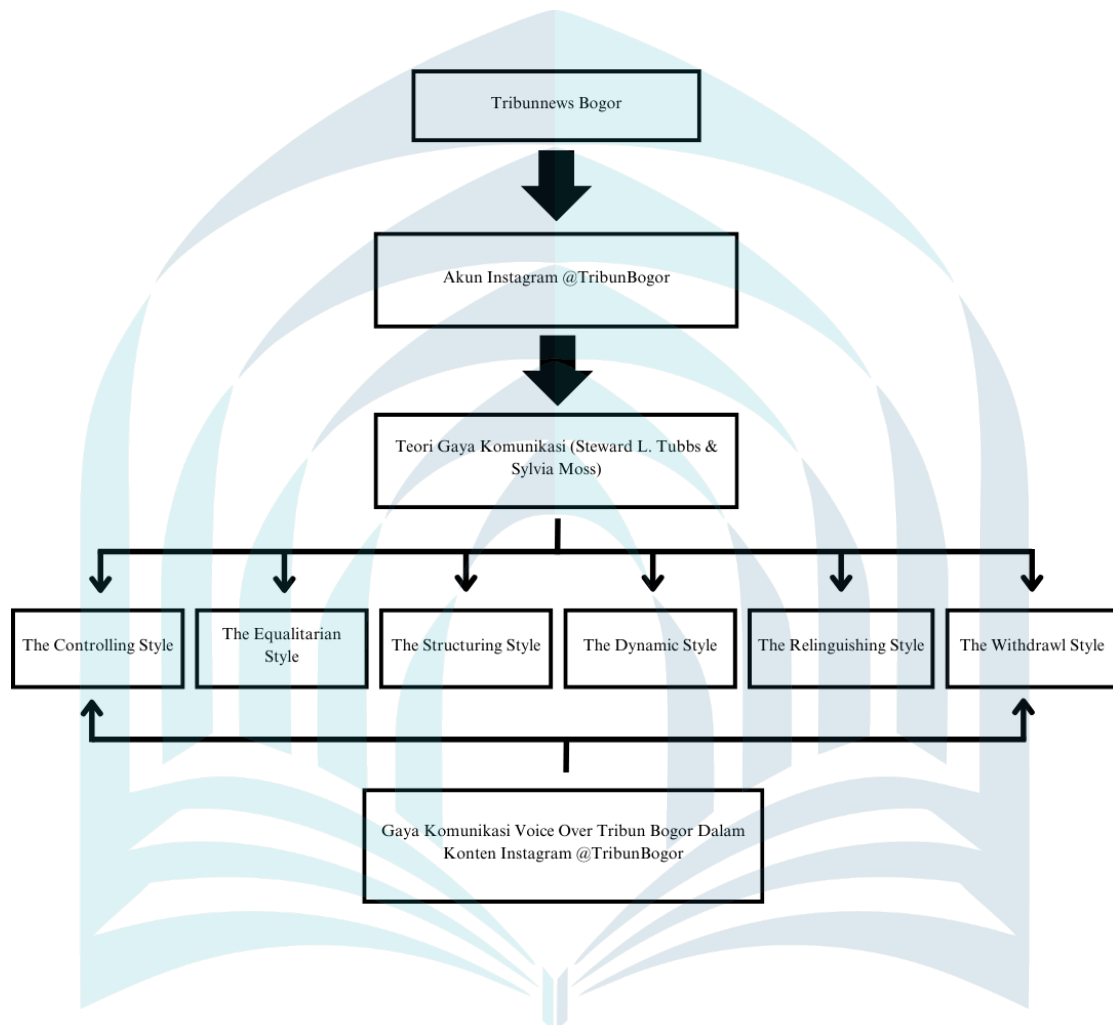 Tribunnews Bogor
Akun Instagram @TribunBogor
Teori Gaya Komunikasi (Steward L. Tubbs &
Sylvia Moss)
The Controlling Style
The Equalitarian
Style
The Structuring Style
The Dynamic Style
The Relinguishing Style
The Withdrawl Style
Gaya Komunikasi Voice Over Tribun Bogor Dalam
Konten Instagram @TribunBogor